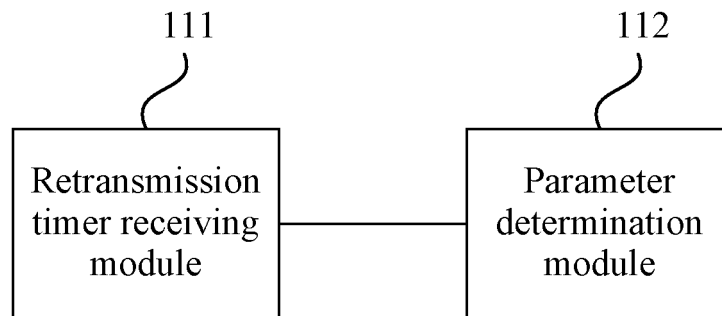 111
112
Retransmission
timer receiving
module
Parameter
determination
module